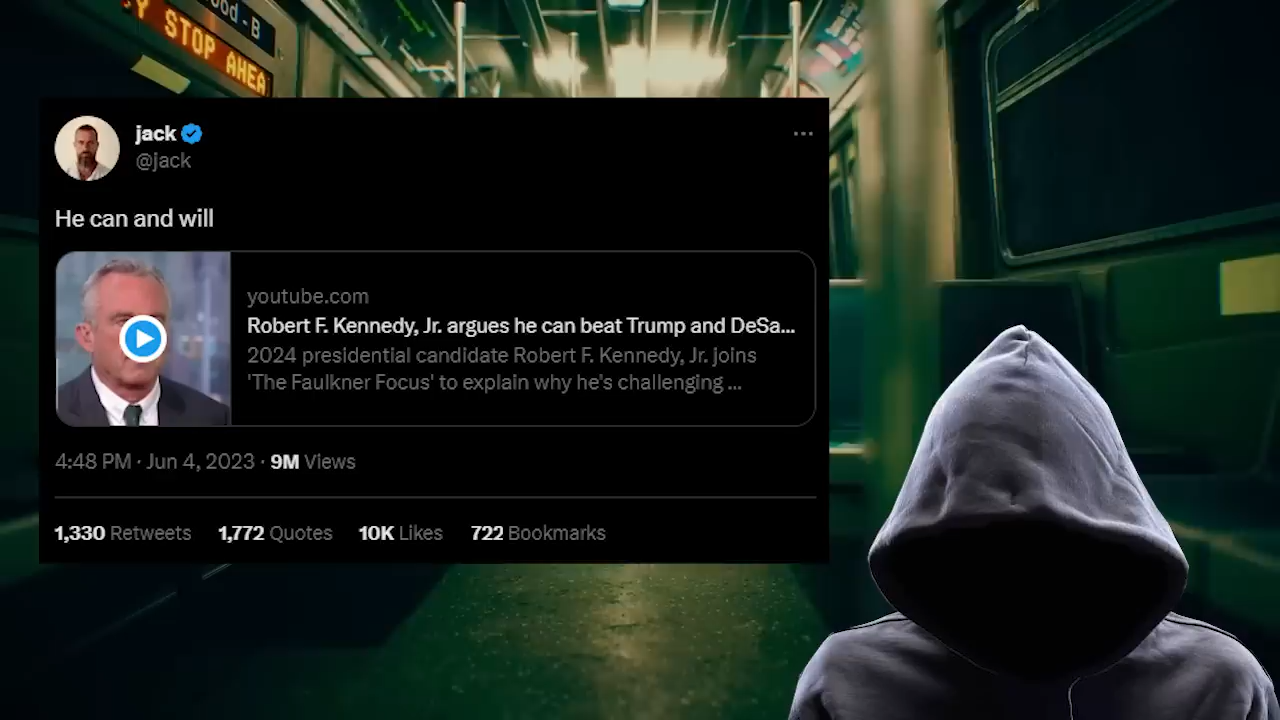 ood - B
Y STOP AHEA
jack
@jack
He can and will
youtube.com
Robert F. Kennedy, Jr. argues he can beat Trump and DeSa...
2024 presidential candidate Robert F. Kennedy, Jr. joins
'The Faulkner Focus' to explain why he's challenging ...
4:48 PM · Jun 4, 2023 · 9M Views
1,330 Retweets 1,772 Quotes 10K Likes 722 Bookmarks